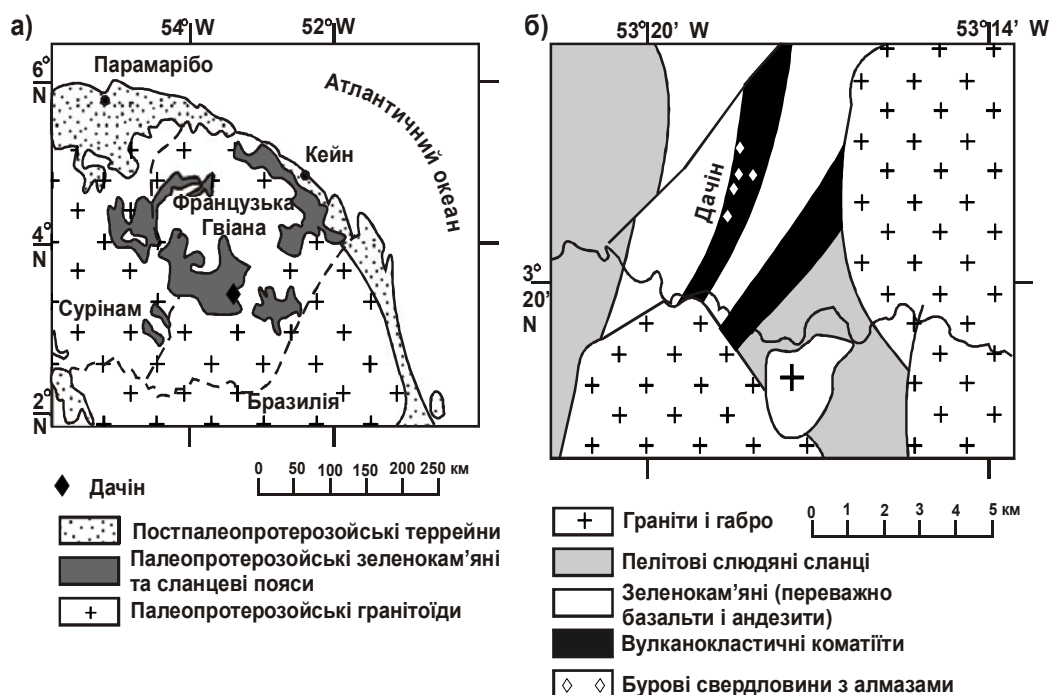 а)
54° W
52° W
6°
N
4°
N
2°
N
Парамарібо
Атлантичний океан
Кейн
Французька
Гвіана
Сурінам
Бразилія
0 50 100 150 200 250 км
Дачін
Постпалеопротерозойські террейни
Палеопротерозойські зеленокам’яні
та сланцеві пояси
Палеопротерозойські гранітоїди
б)
53° 20’ W
53° 14’ W
3°
20’
N
Дачін
0 1 2 3 4 5 км
Граніти і габро
Пелітові слюдяні сланці
Зеленокам’яні (переважно
базальти і андезити)
Вулканокластичні коматіїти
Бурові свердловини з алмазами